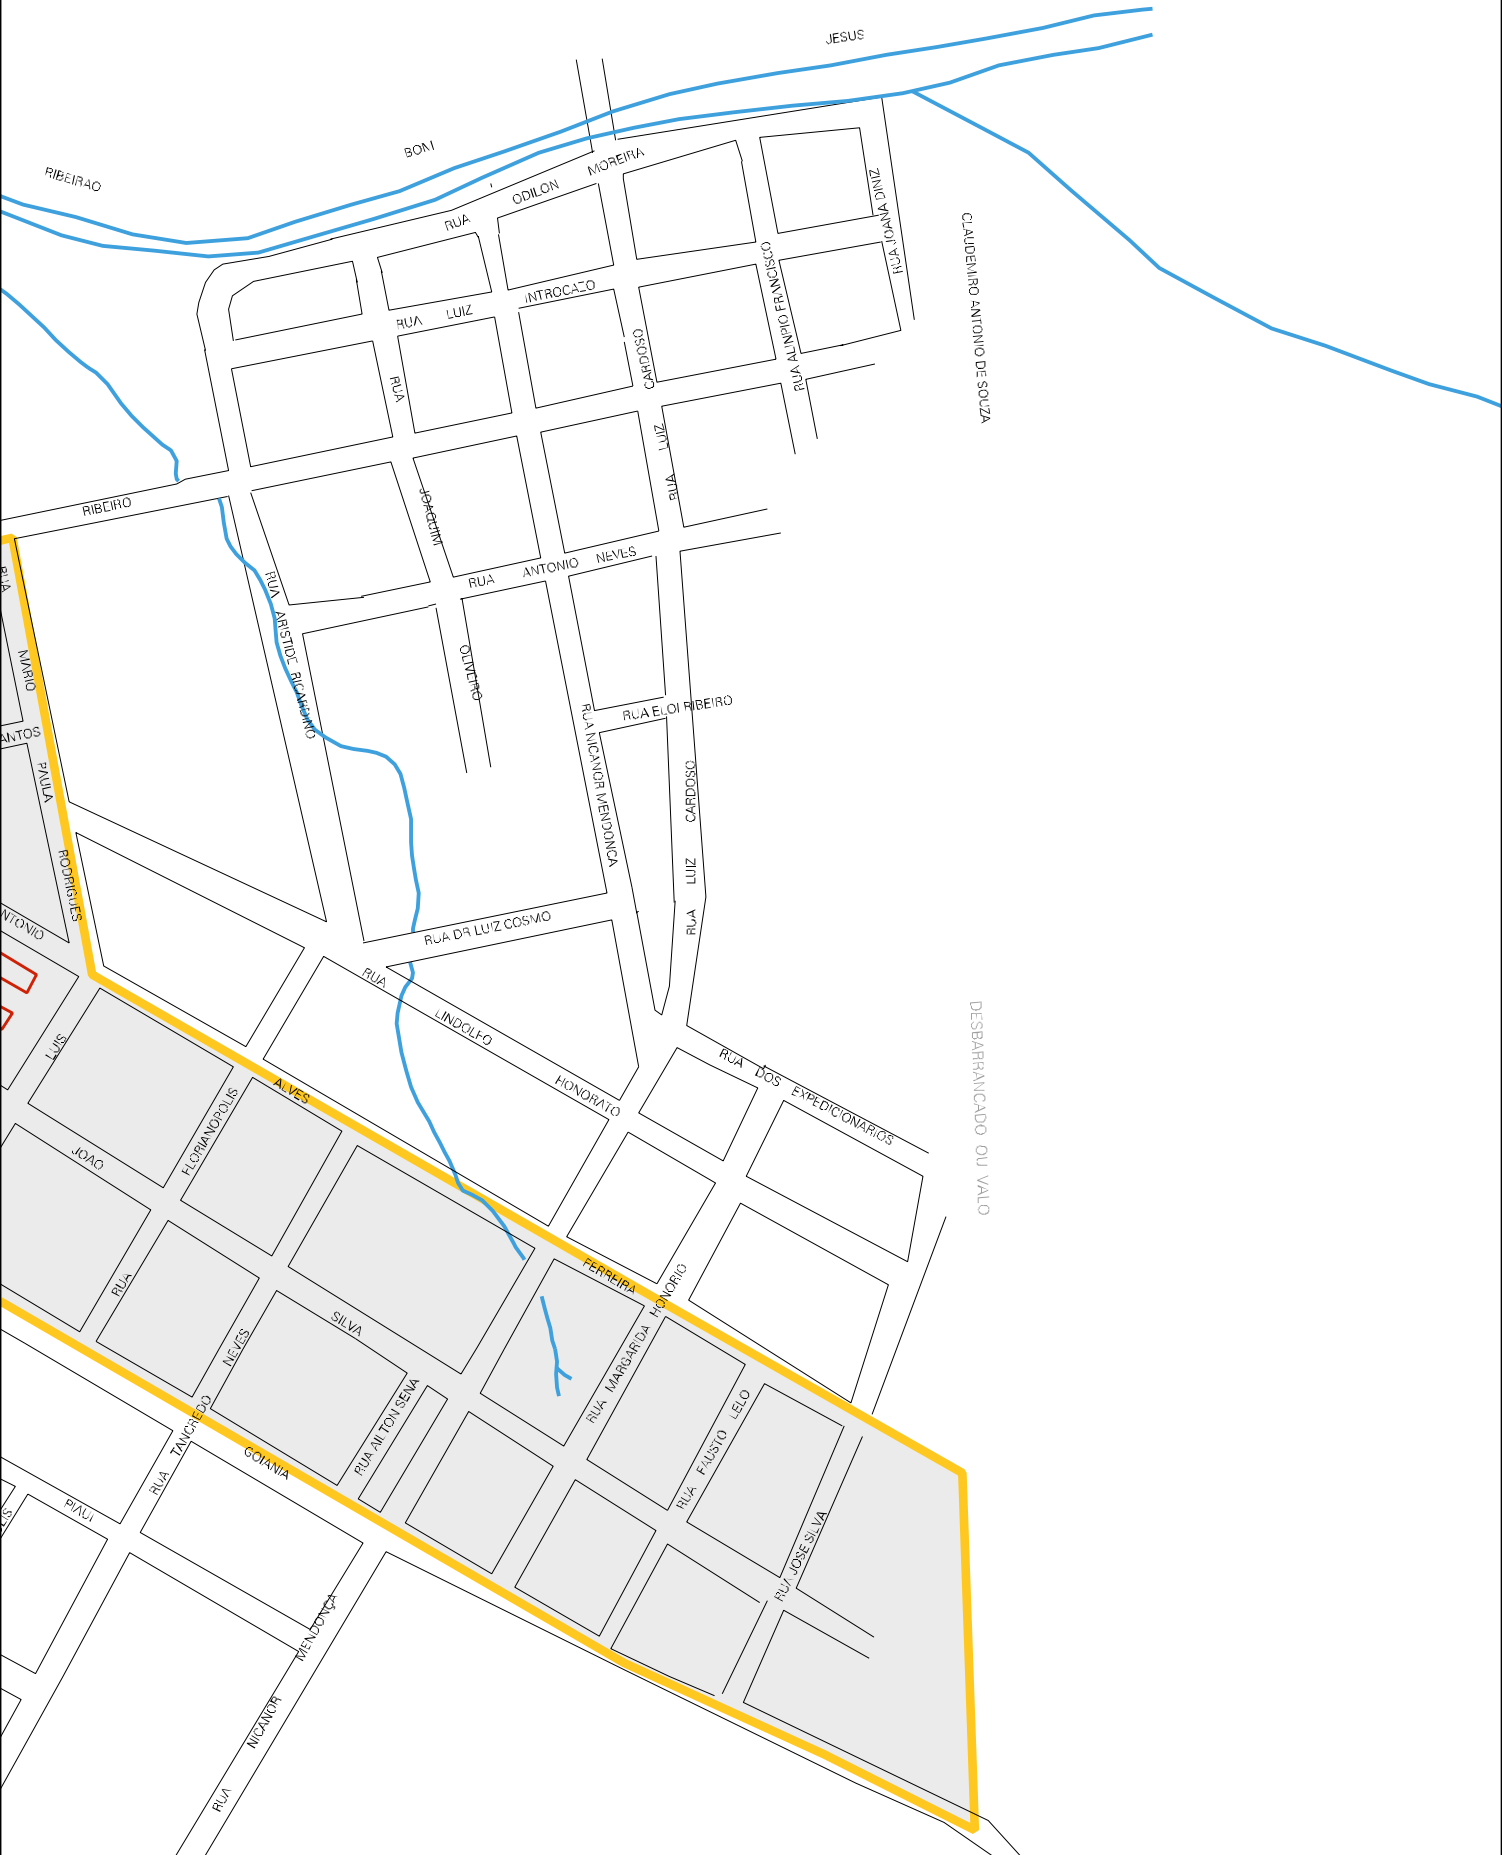 JESUS
BOM
RIBEIRAO
RUA ODILON MOREIRA
RUA JOANA DINIZ
CLAUDEMIRO ANTONIO DE SOUZA
RUA ALINPIO FRANCISCO
RUA LUIZ INTROCAZO
RUA LUIZ CARDOSO
RUA JOAQUIM OLIVEIRO
RIBEIRO
RUA ANTONIO NEVES
RUA ARISTIDE RICARDINO
RUA MARIO PAULA RODRIGUES
ANTOS
RUA ELOI RIBEIRO
RUA NICANOR MENDONCA
RUA LUIZ CARDOSO
NTONIO
RUA DR LUIZ COSMO
RUA LINDOLFO HONORATO
RUA DOS EXPEDICIONARIOS
DESBARRANCADO OU VALO
LUIS
ALVES FERREIRA
FLORIANOPOLIS
RUA
JOAO SILVA
RUA MARGARIDA HONORIO
RUA TANCREDO NEVES
RUA AILTON SENA
RUA FAUSTO LELO
GOIANIA
RUA JOSE SILVA
PIAUI
RUA NICANOR MENDONÇA